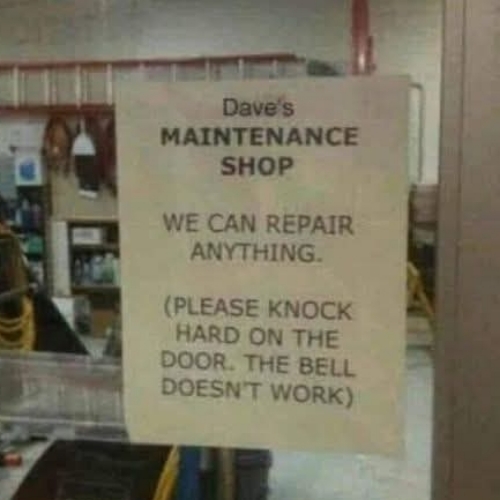 Dave's
MAINTENANCE
SHOP
WE CAN REPAIR
ANYTHING.
(PLEASE KNOCK
HARD ON THE
DOOR. THE BELL
DOESN'T WORK)